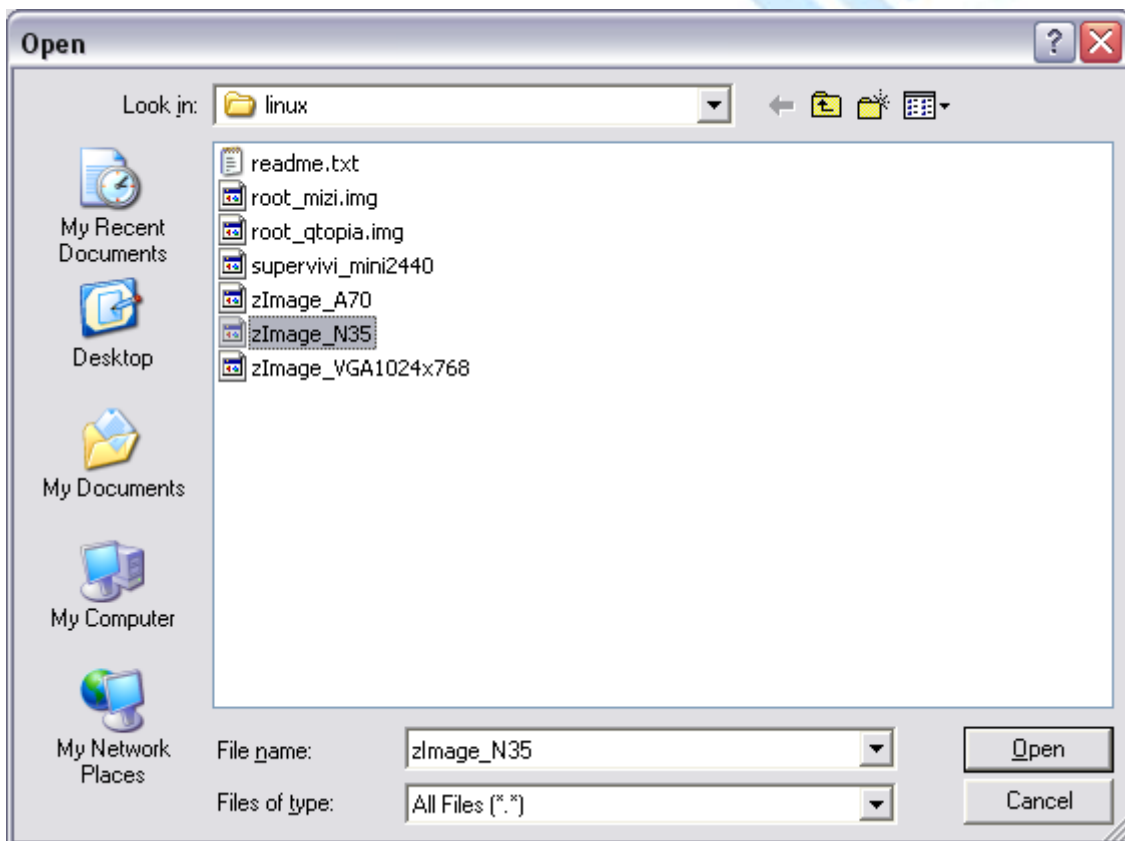 Open
Look in:
linux
My Recent
Documents
Desktop
My Documents
My Computer
My Network
Places
readme.txt
root_mizi.img
root_qtopia.img
supervivi_mini2440
zImage_A70
zImage_N35
zImage_VGA1024x768
File name:
zImage_N35
Open
Files of type:
All Files (*.*)
Cancel